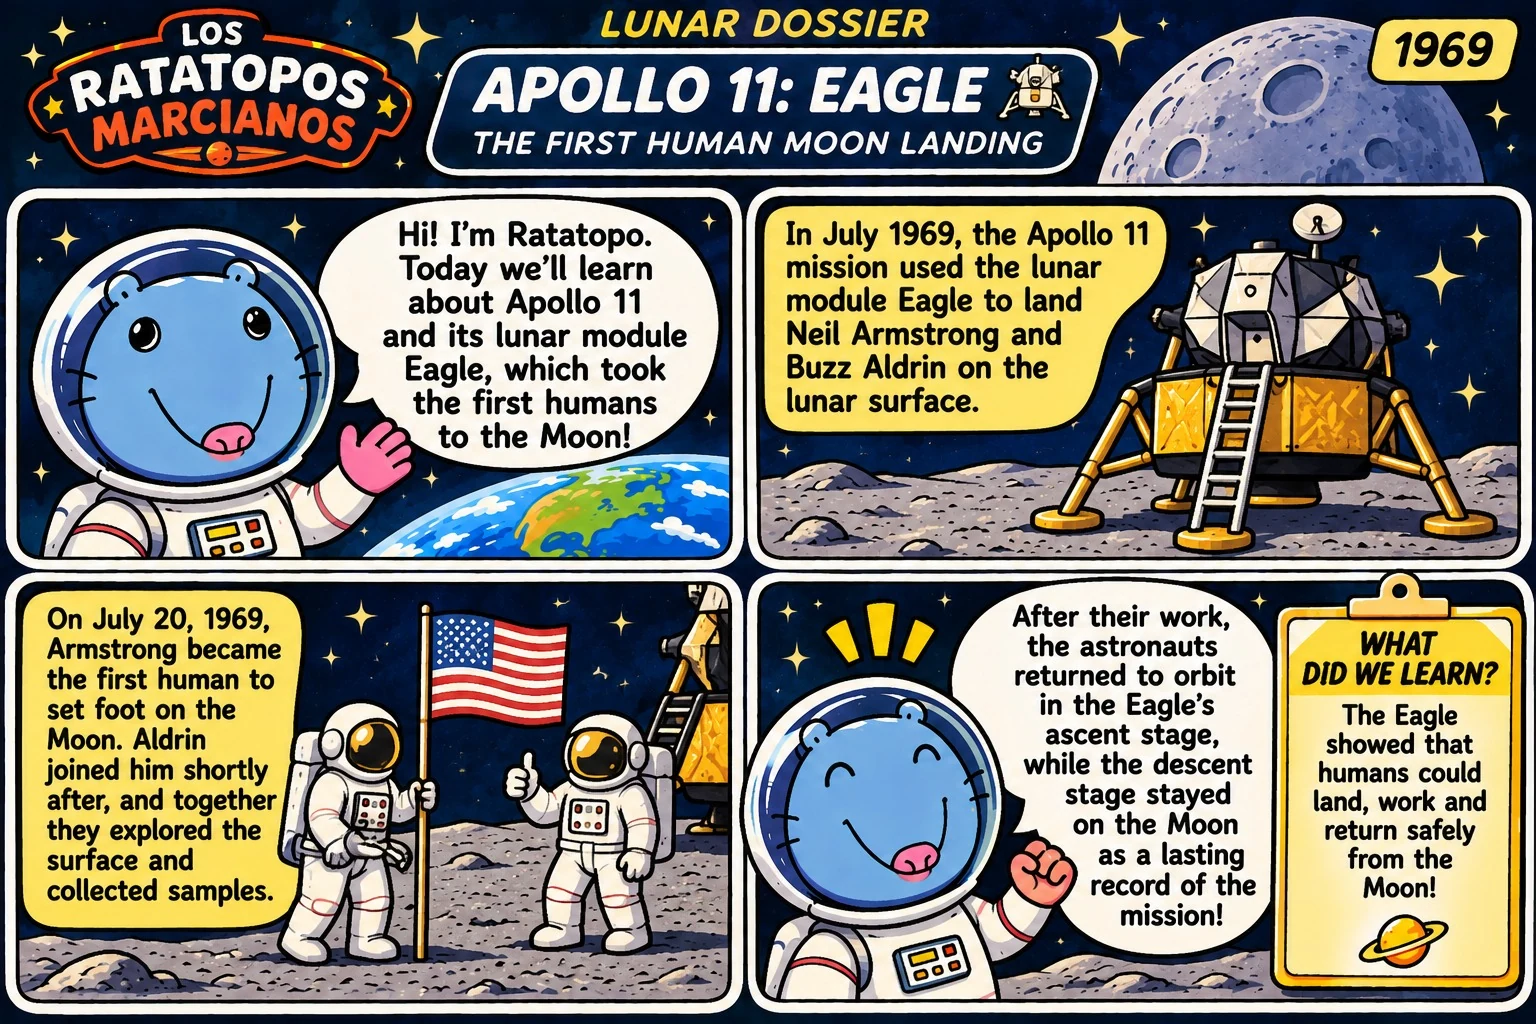 LOS
RATATOPOS
MARCIANOS
LUNAR DOSSIER
APOLLO 11: EAGLE
THE FIRST HUMAN MOON LANDING
1969
Hi! I'm Ratatopo.
Today we'll learn
about Apollo 11
and its lunar module
Eagle, which took
the first humans
to the Moon!
In July 1969, the Apollo 11
mission used the lunar
module Eagle to land
Neil Armstrong and
Buzz Aldrin on the
lunar surface.
On July 20, 1969,
Armstrong became
the first human to
set foot on the
Moon. Aldrin
joined him shortly
after, and together
they explored the
surface and
collected samples.
After their work,
the astronauts
returned to orbit
in the Eagle's
ascent stage,
while the descent
stage stayed
on the Moon
as a lasting
record of the
mission!
WHAT
DID WE LEARN?
The Eagle
showed that
humans could
land, work and
return safely
from the
Moon!